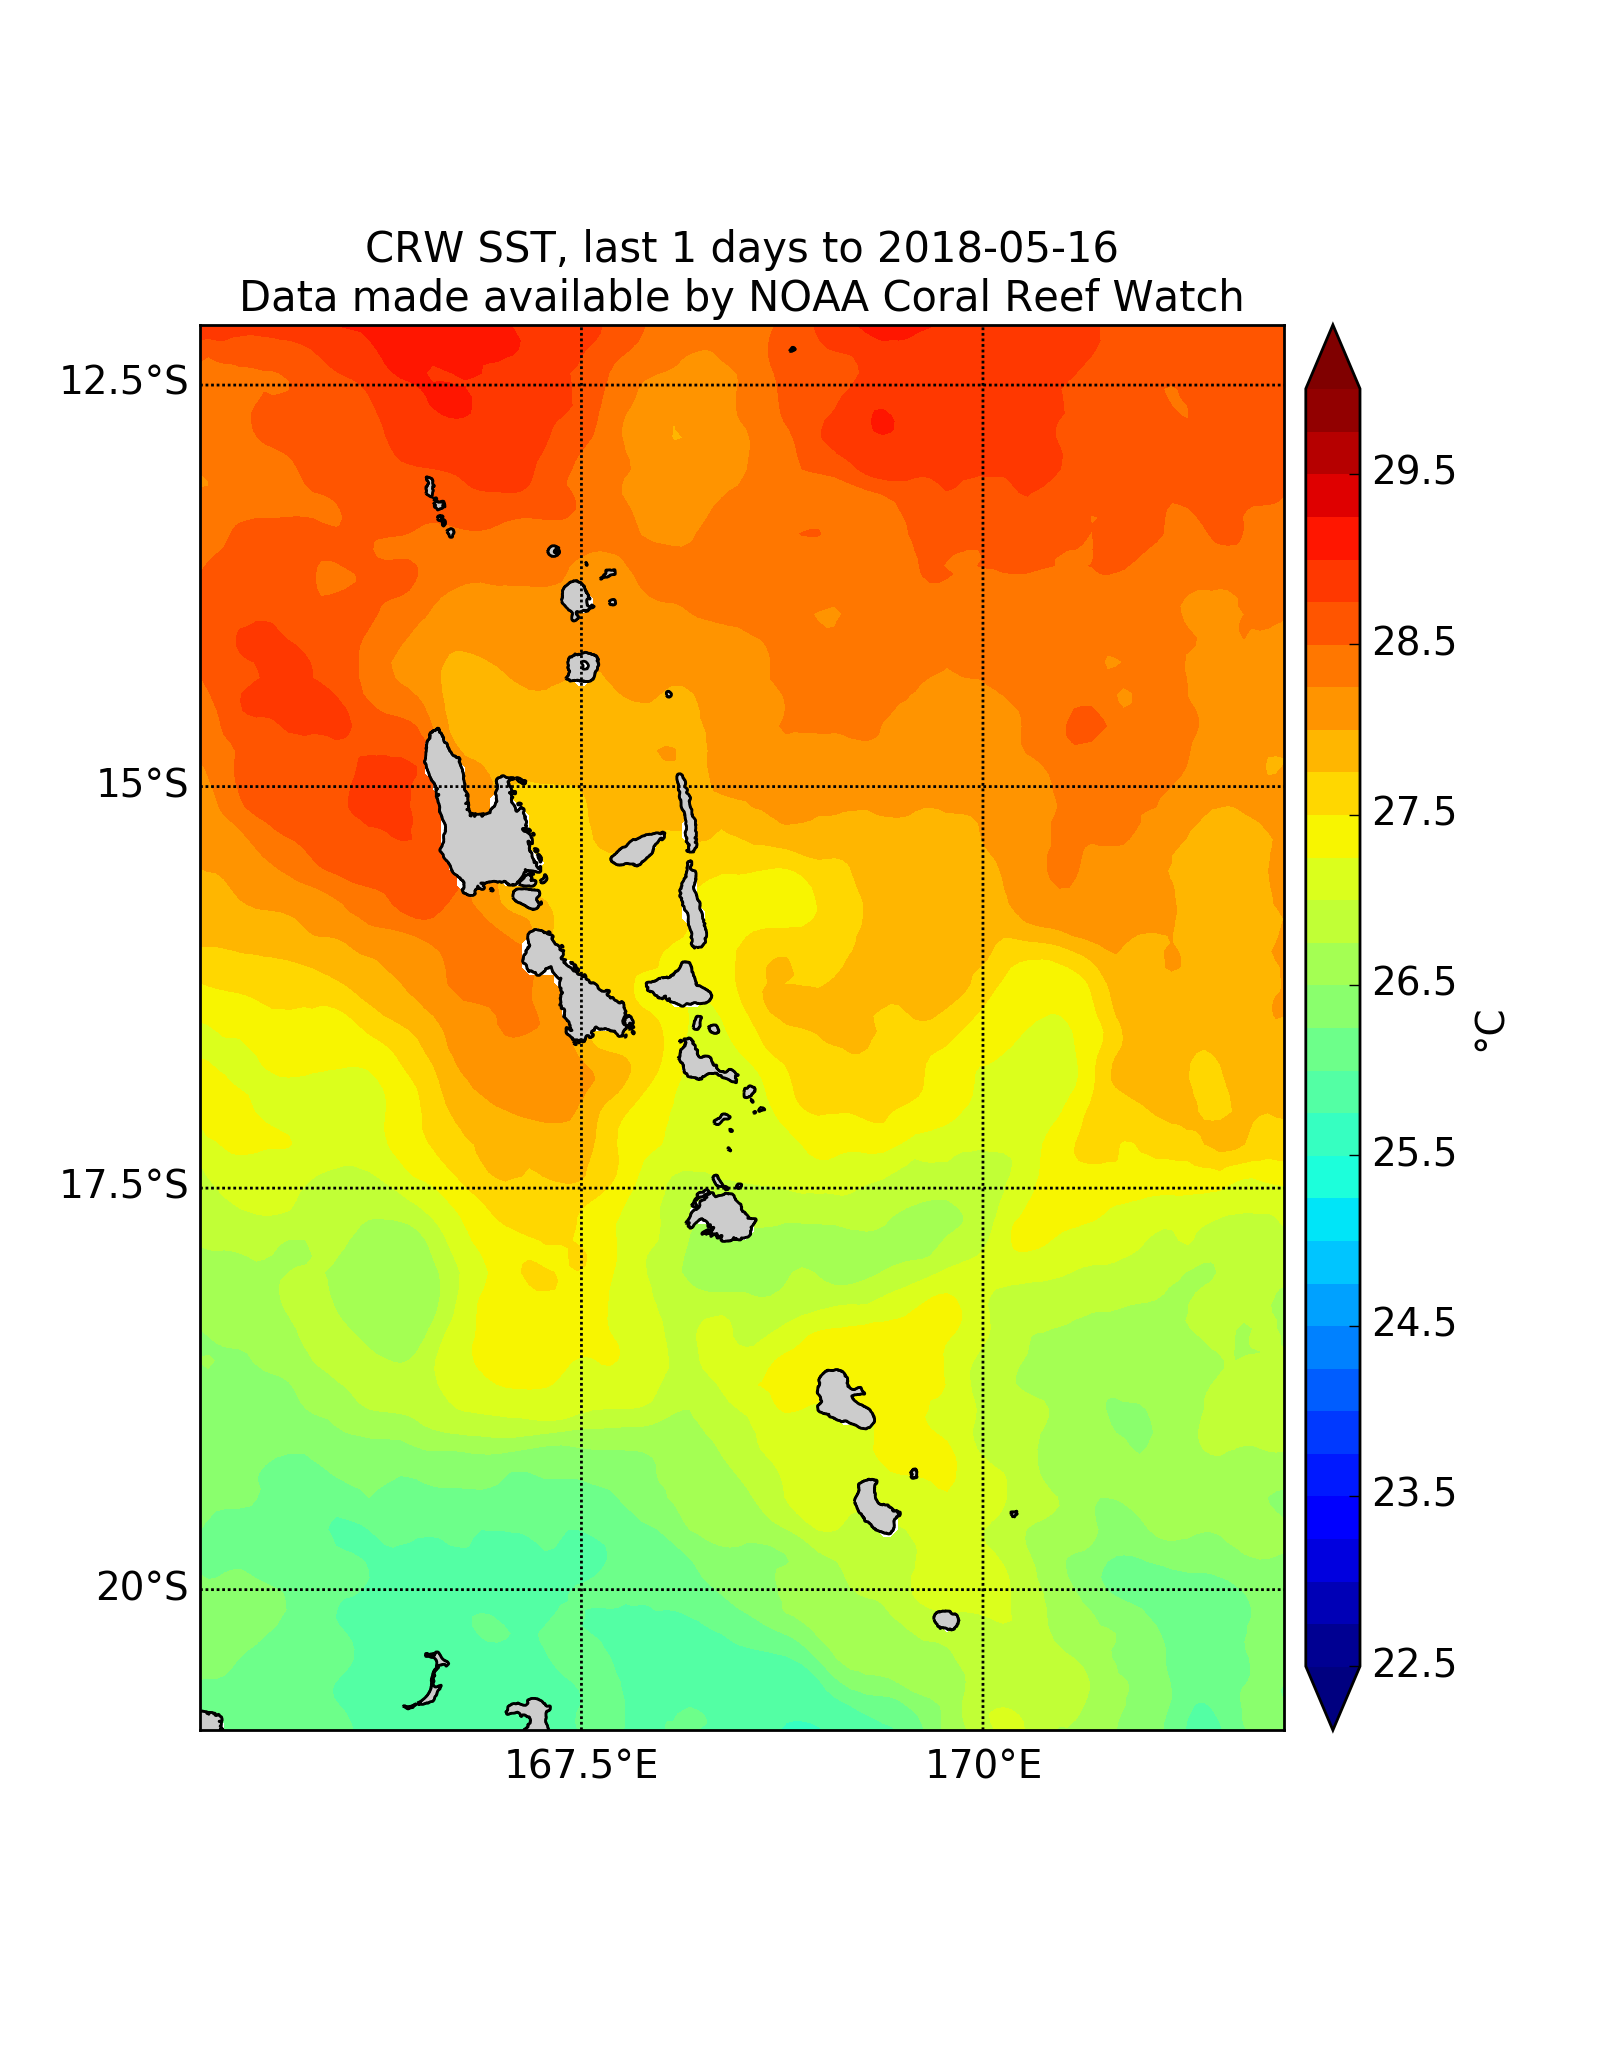 CRW SST, last 1 days to 2018-05-16
Data made available by NOAA Coral Reef Watch
12.5°S
15°S
17.5°S
20°S
167.5°E
170°E
29.5
28.5
27.5
26.5
25.5
24.5
23.5
22.5
°C